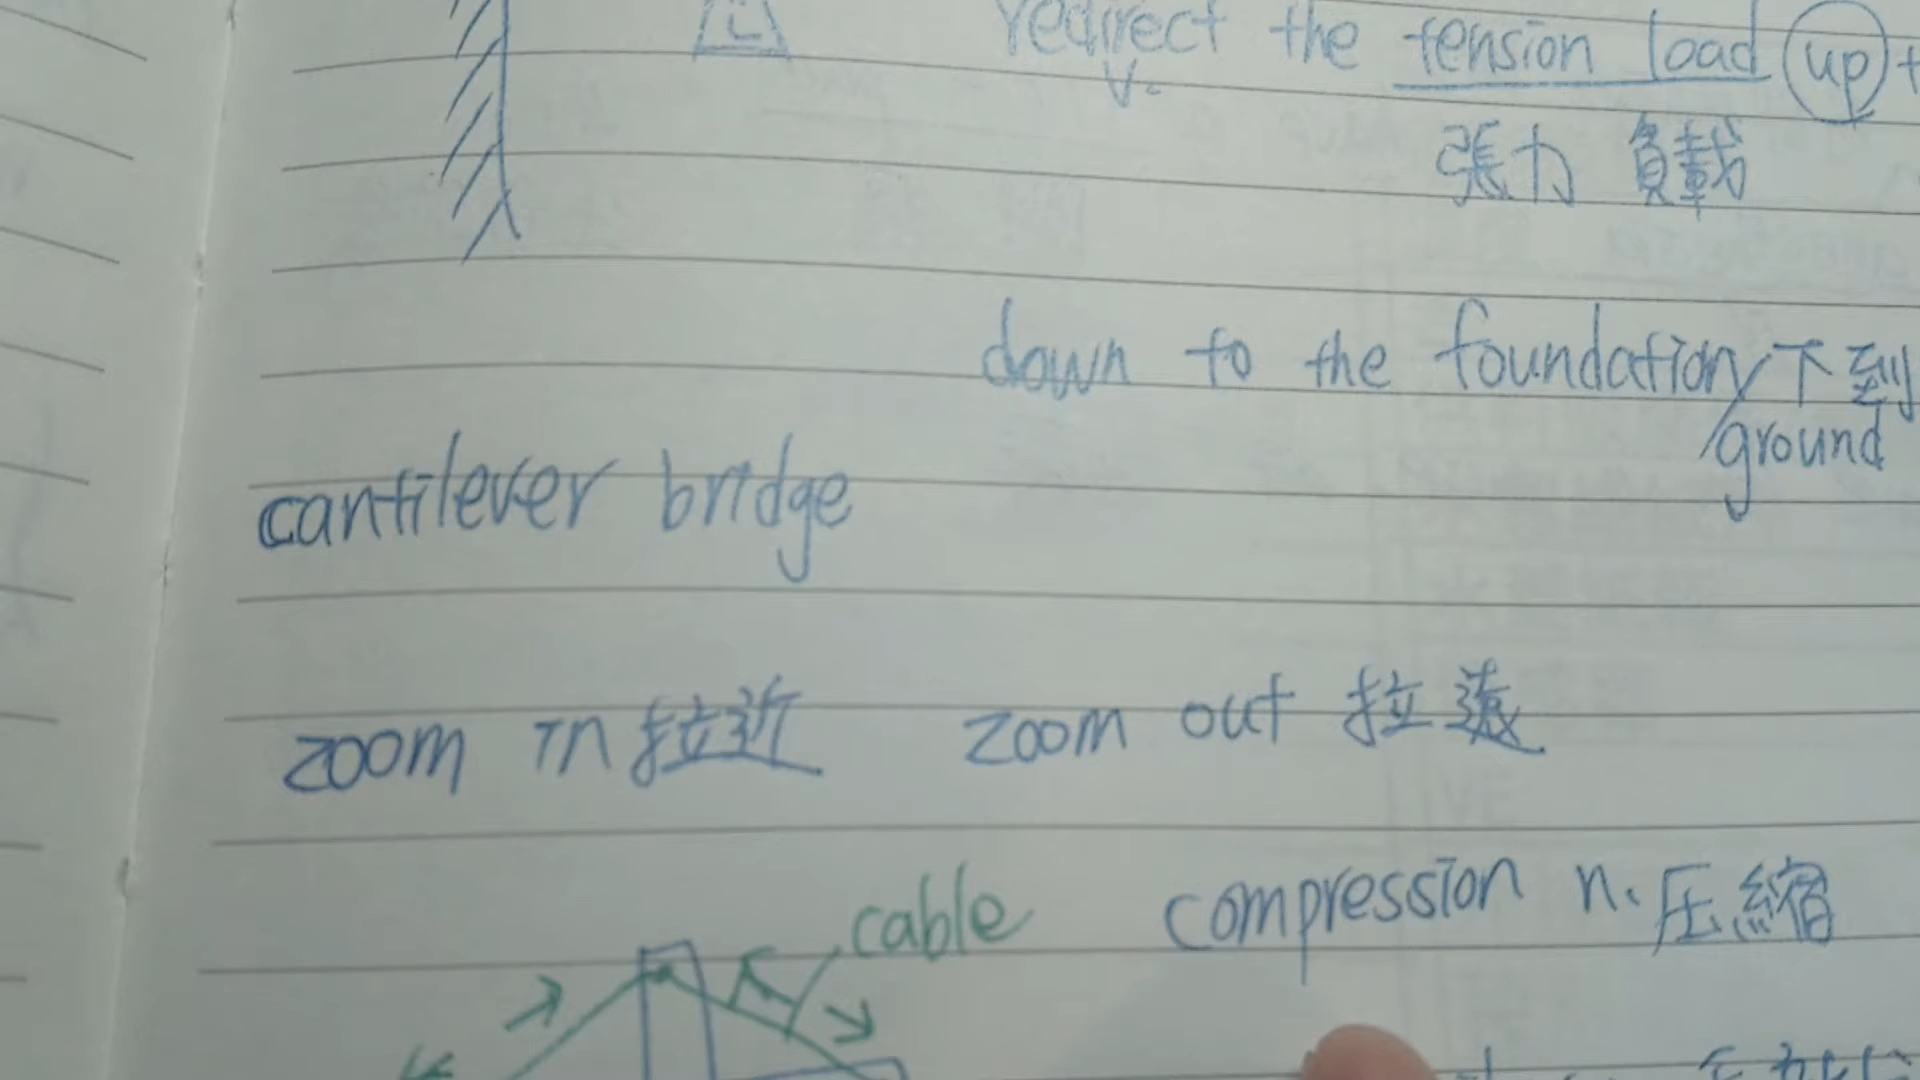 L redirect the tension load up
V.
張力 負載
down to the foundation/下到
/ground
cantilever bridge
zoom in 拉近 zoom out 拉遠
cable compression n. 压縮